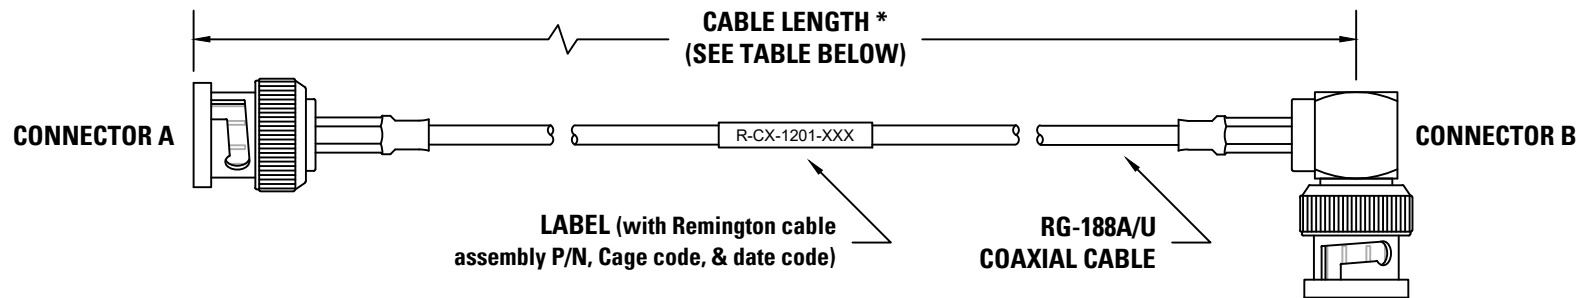 CABLE LENGTH *
(SEE TABLE BELOW)
CONNECTOR A
R-CX-1201-XXX
CONNECTOR B
LABEL (with Remington cable
assembly P/N, Cage code, & date code)
RG-188A/U
COAXIAL CABLE